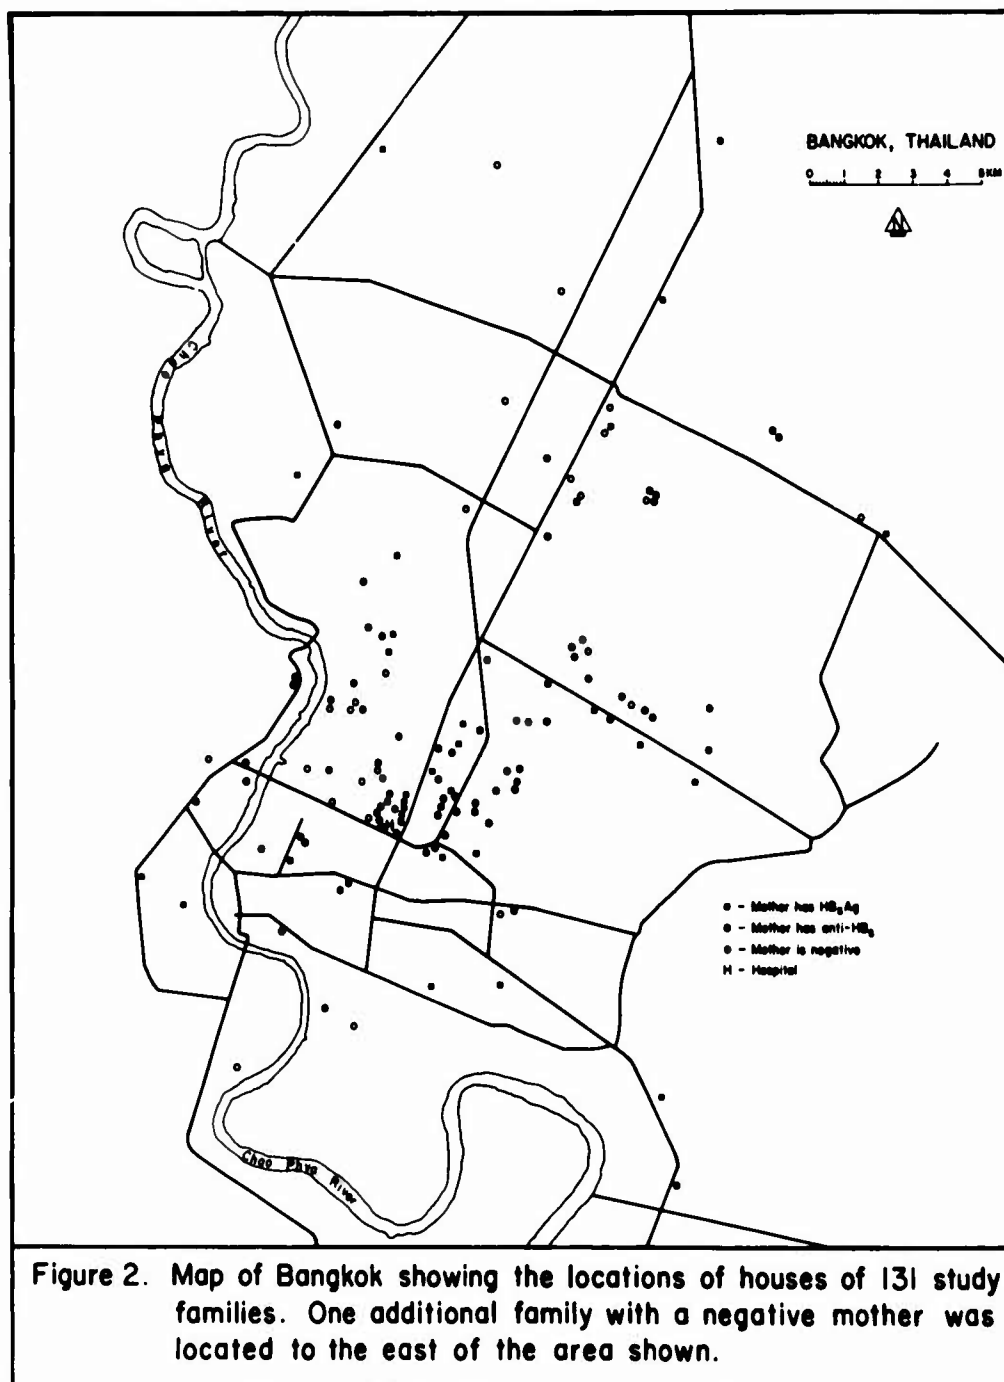 BANGKOK, THAILAND
0 1 2 3 4 5 KM
N
Chao Phya River
H
- Mother has HBsAg
- Mother has anti-HBs
- Mother is negative
H - Hospital
Chao Phya River
Figure 2. Map of Bangkok showing the locations of houses of 131 study
families. One additional family with a negative mother was
located to the east of the area shown.